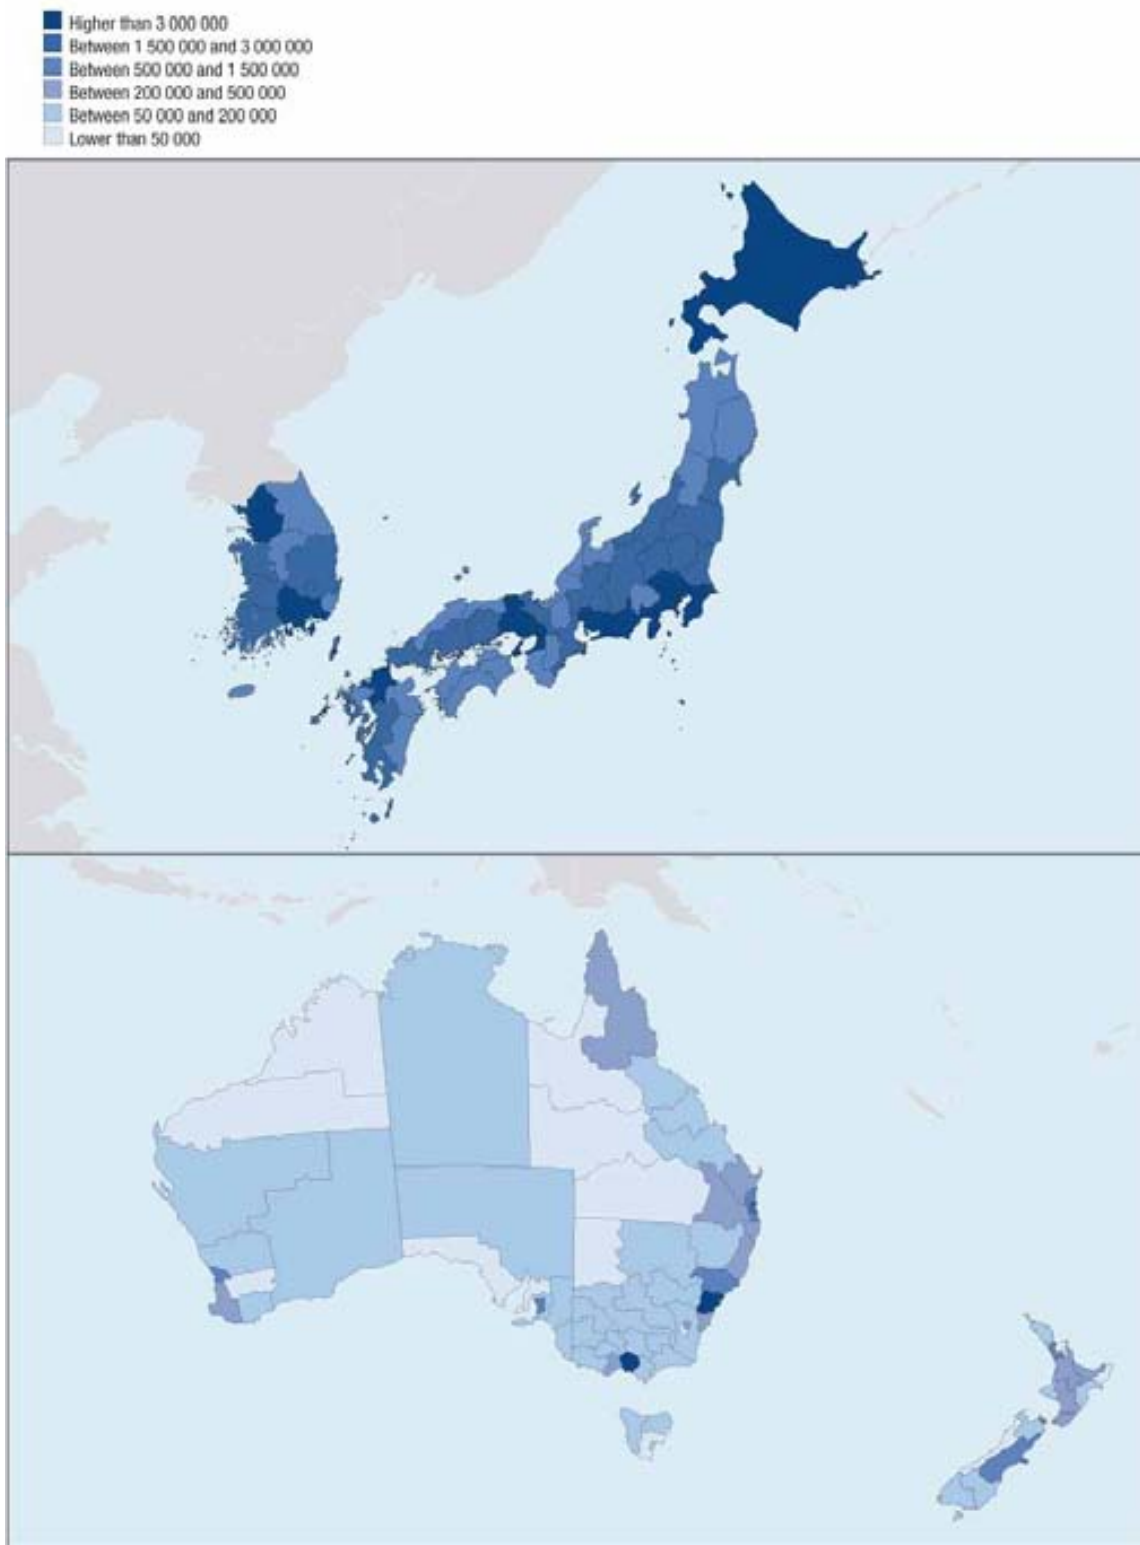 Higher than 3 000 000
Between 1 500 000 and 3 000 000
Between 500 000 and 1 500 000
Between 200 000 and 500 000
Between 50 000 and 200 000
Lower than 50 000